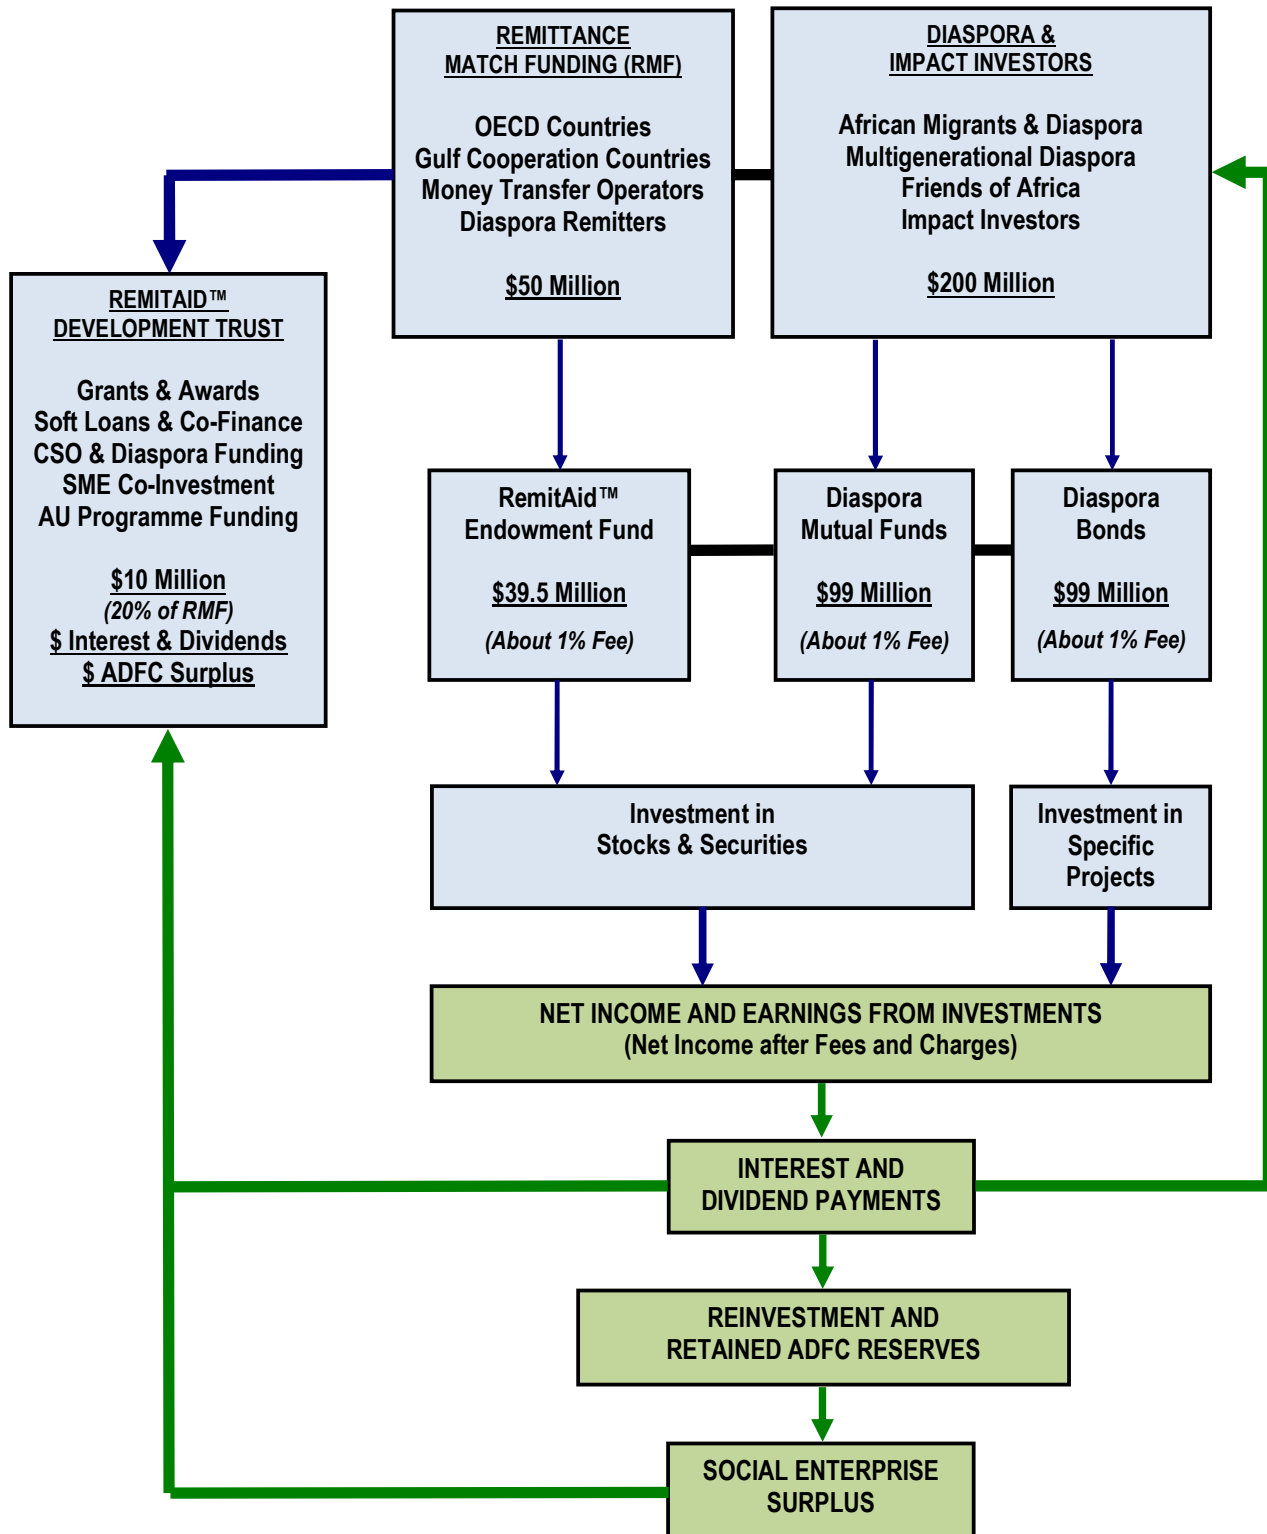 REMITTANCE
MATCH FUNDING (RMF)
OECD Countries
Gulf Cooperation Countries
Money Transfer Operators
Diaspora Remitters
$50 Million
DIASPORA &
IMPACT INVESTORS
African Migrants & Diaspora
Multigenerational Diaspora
Friends of Africa
Impact Investors
$200 Million
REMITAID™
DEVELOPMENT TRUST
Grants & Awards
Soft Loans & Co-Finance
CSO & Diaspora Funding
SME Co-Investment
AU Programme Funding
$10 Million
(20% of RMF)
$ Interest & Dividends
$ ADFC Surplus
RemitAid™
Endowment Fund
$39.5 Million
(About 1% Fee)
Diaspora
Mutual Funds
$99 Million
(About 1% Fee)
Diaspora
Bonds
$99 Million
(About 1% Fee)
Investment in
Stocks & Securities
Investment in
Specific
Projects
NET INCOME AND EARNINGS FROM INVESTMENTS
(Net Income after Fees and Charges)
INTEREST AND
DIVIDEND PAYMENTS
REINVESTMENT AND
RETAINED ADFC RESERVES
SOCIAL ENTERPRISE
SURPLUS